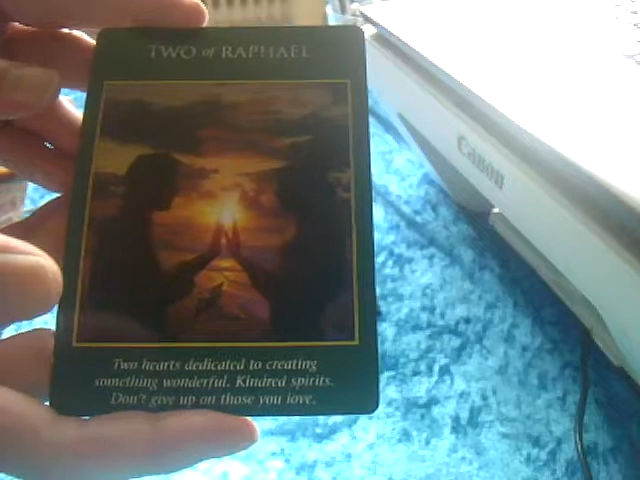 TWO of RAPHAEL
Two hearts dedicated to creating
something wonderful. Kindred spirits.
Don't give up on those you love.
Canon